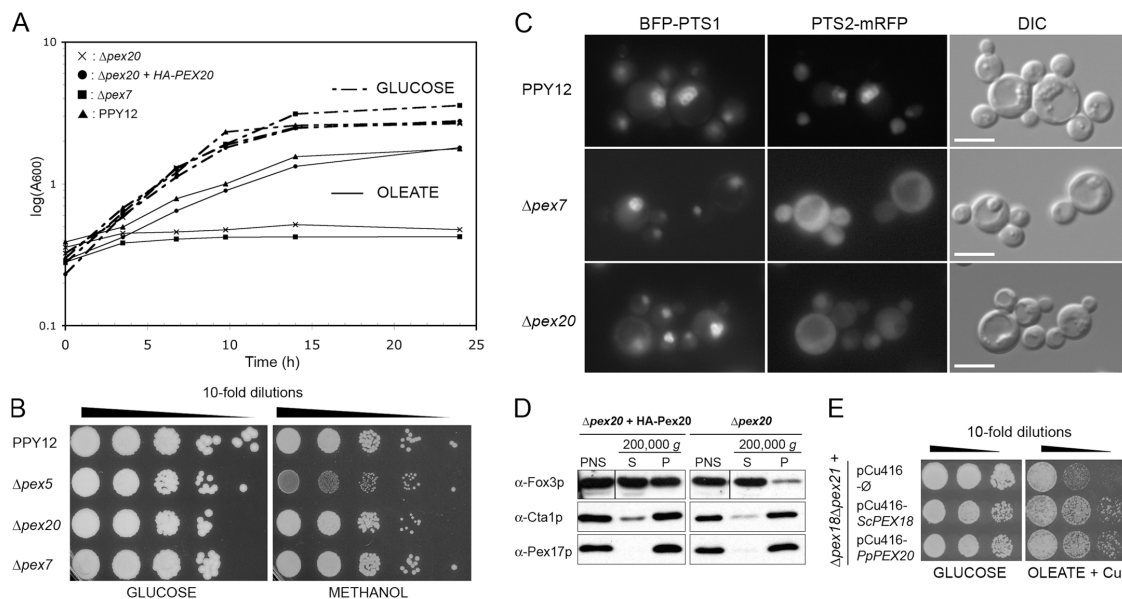 A
log(A600)
10
1
0.1
× : Δpex20
● : Δpex20 + HA-PEX20
■ : Δpex7
▲ : PPY12
GLUCOSE
OLEATE
0 5 10 15 20 25
Time (h)
B
10-fold dilutions
PPY12
Δpex5
Δpex20
Δpex7
GLUCOSE METHANOL
C
BFP-PTS1 PTS2-mRFP DIC
PPY12
Δpex7
Δpex20
D
Δpex20 + HA-Pex20 Δpex20
200,000 g 200,000 g
PNS S P PNS S P
α-Fox3p
α-Cta1p
α-Pex17p
E
10-fold dilutions
Δpex18Δpex21 +
pCu416
-Ø
pCu416-
ScPEX18
pCu416-
PpPEX20
GLUCOSE OLEATE + Cu